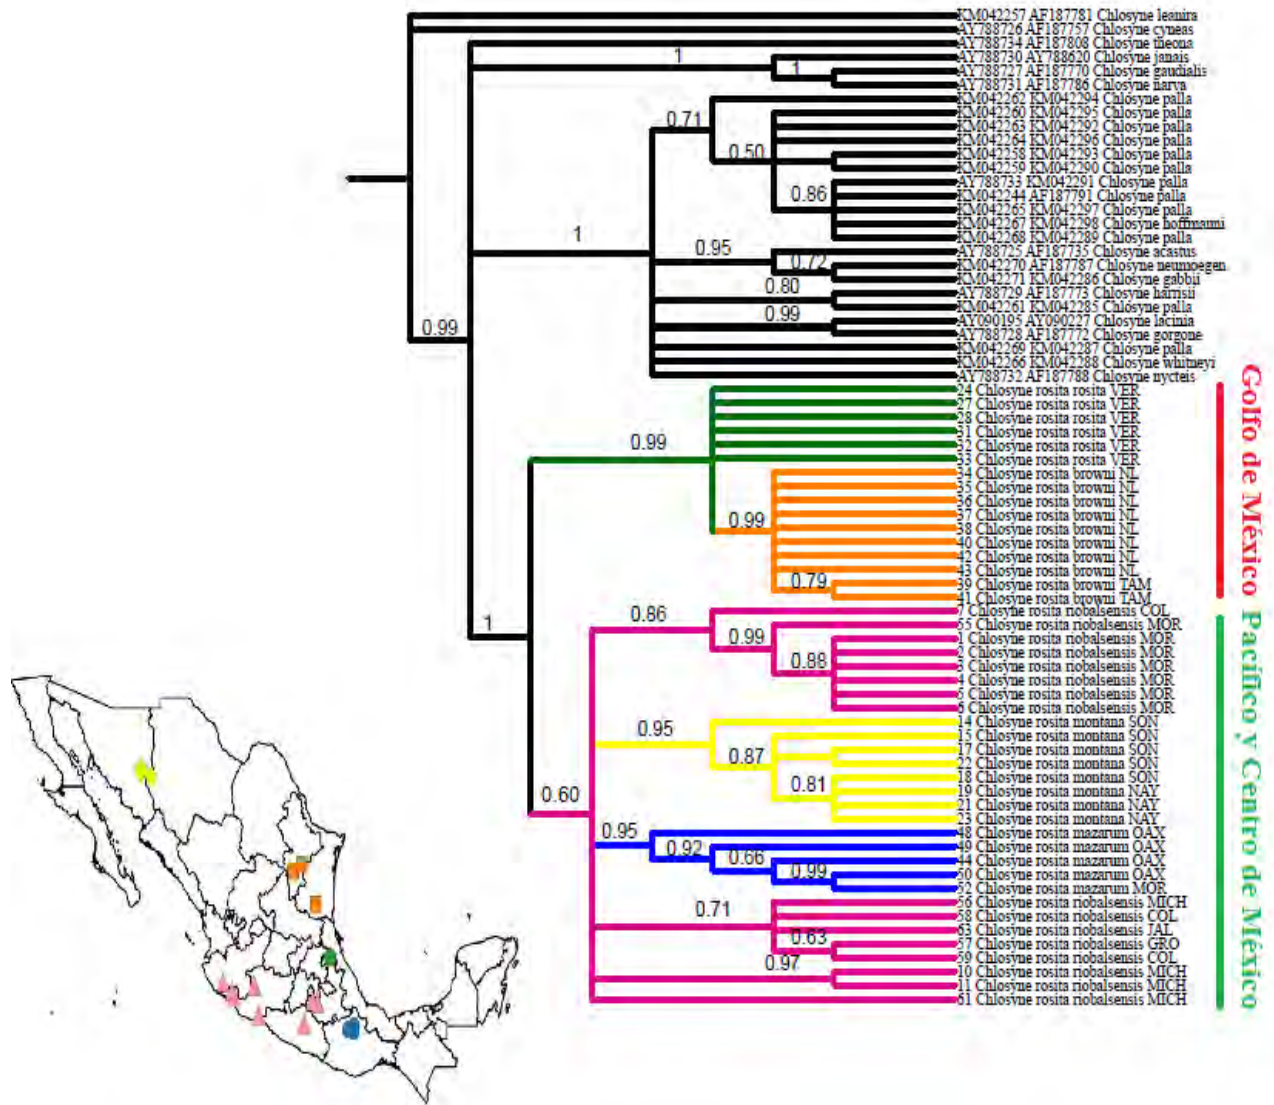 KM042257 AF187781 Chlosyne leanira
AY788726 AF187757 Chlosyne cyneas
AY788734 AF187808 Chlosyne theona
AY788730 AY788620 Chlosyne janais
AY788727 AF187770 Chlosyne gaudialis
AY788731 AF187786 Chlosyne narva
KM042262 KM042294 Chlosyne palla
KM042260 KM042295 Chlosyne palla
KM042263 KM042292 Chlosyne palla
KM042264 KM042296 Chlosyne palla
KM042258 KM042293 Chlosyne palla
KM042259 KM042290 Chlosyne palla
AY788733 KM042291 Chlosyne palla
KM042244 AF187791 Chlosyne palla
KM042265 KM042297 Chlosyne palla
KM042267 KM042298 Chlosyne hoffmanni
KM042268 KM042289 Chlosyne palla
AY788725 AF187735 Chlosyne acastus
KM042270 AF187787 Chlosyne neumoegen
KM042271 KM042286 Chlosyne gabbii
AY788729 AF187773 Chlosyne harrisii
KM042261 KM042285 Chlosyne palla
AY090195 AY090227 Chlosyne lacinia
AY788728 AF187772 Chlosyne gorgone
KM042269 KM042287 Chlosyne palla
KM042266 KM042288 Chlosyne whitneyi
AY788732 AF187788 Chlosyne nycteis
24 Chlosyne rosita rosita VER
27 Chlosyne rosita rosita VER
28 Chlosyne rosita rosita VER
31 Chlosyne rosita rosita VER
32 Chlosyne rosita rosita VER
33 Chlosyne rosita rosita VER
34 Chlosyne rosita browni NL
35 Chlosyne rosita browni NL
36 Chlosyne rosita browni NL
37 Chlosyne rosita browni NL
38 Chlosyne rosita browni NL
40 Chlosyne rosita browni NL
42 Chlosyne rosita browni NL
43 Chlosyne rosita browni NL
39 Chlosyne rosita browni TAM
41 Chlosyne rosita browni TAM
7 Chlosyne rosita riobalsensis COL
55 Chlosyne rosita riobalsensis MOR
1 Chlosyne rosita riobalsensis MOR
2 Chlosyne rosita riobalsensis MOR
3 Chlosyne rosita riobalsensis MOR
4 Chlosyne rosita riobalsensis MOR
5 Chlosyne rosita riobalsensis MOR
6 Chlosyne rosita riobalsensis MOR
14 Chlosyne rosita montana SON
15 Chlosyne rosita montana SON
17 Chlosyne rosita montana SON
22 Chlosyne rosita montana SON
18 Chlosyne rosita montana SON
19 Chlosyne rosita montana NAY
21 Chlosyne rosita montana NAY
23 Chlosyne rosita montana NAY
48 Chlosyne rosita mazarum OAX
49 Chlosyne rosita mazarum OAX
44 Chlosyne rosita mazarum OAX
50 Chlosyne rosita mazarum OAX
52 Chlosyne rosita mazarum MOR
56 Chlosyne rosita riobalsensis MICH
58 Chlosyne rosita riobalsensis COL
63 Chlosyne rosita riobalsensis JAL
57 Chlosyne rosita riobalsensis GRO
59 Chlosyne rosita riobalsensis COL
10 Chlosyne rosita riobalsensis MICH
11 Chlosyne rosita riobalsensis MICH
61 Chlosyne rosita riobalsensis MICH
1
1
0.71
0.50
0.86
1
0.95
0.72
0.80
0.99
0.99
0.99
0.99
0.79
1
0.86
0.99
0.88
0.95
0.87
0.81
0.60
0.95
0.92
0.66
0.99
0.71
0.63
0.97
Golfo de México
Pacífico y Centro de México